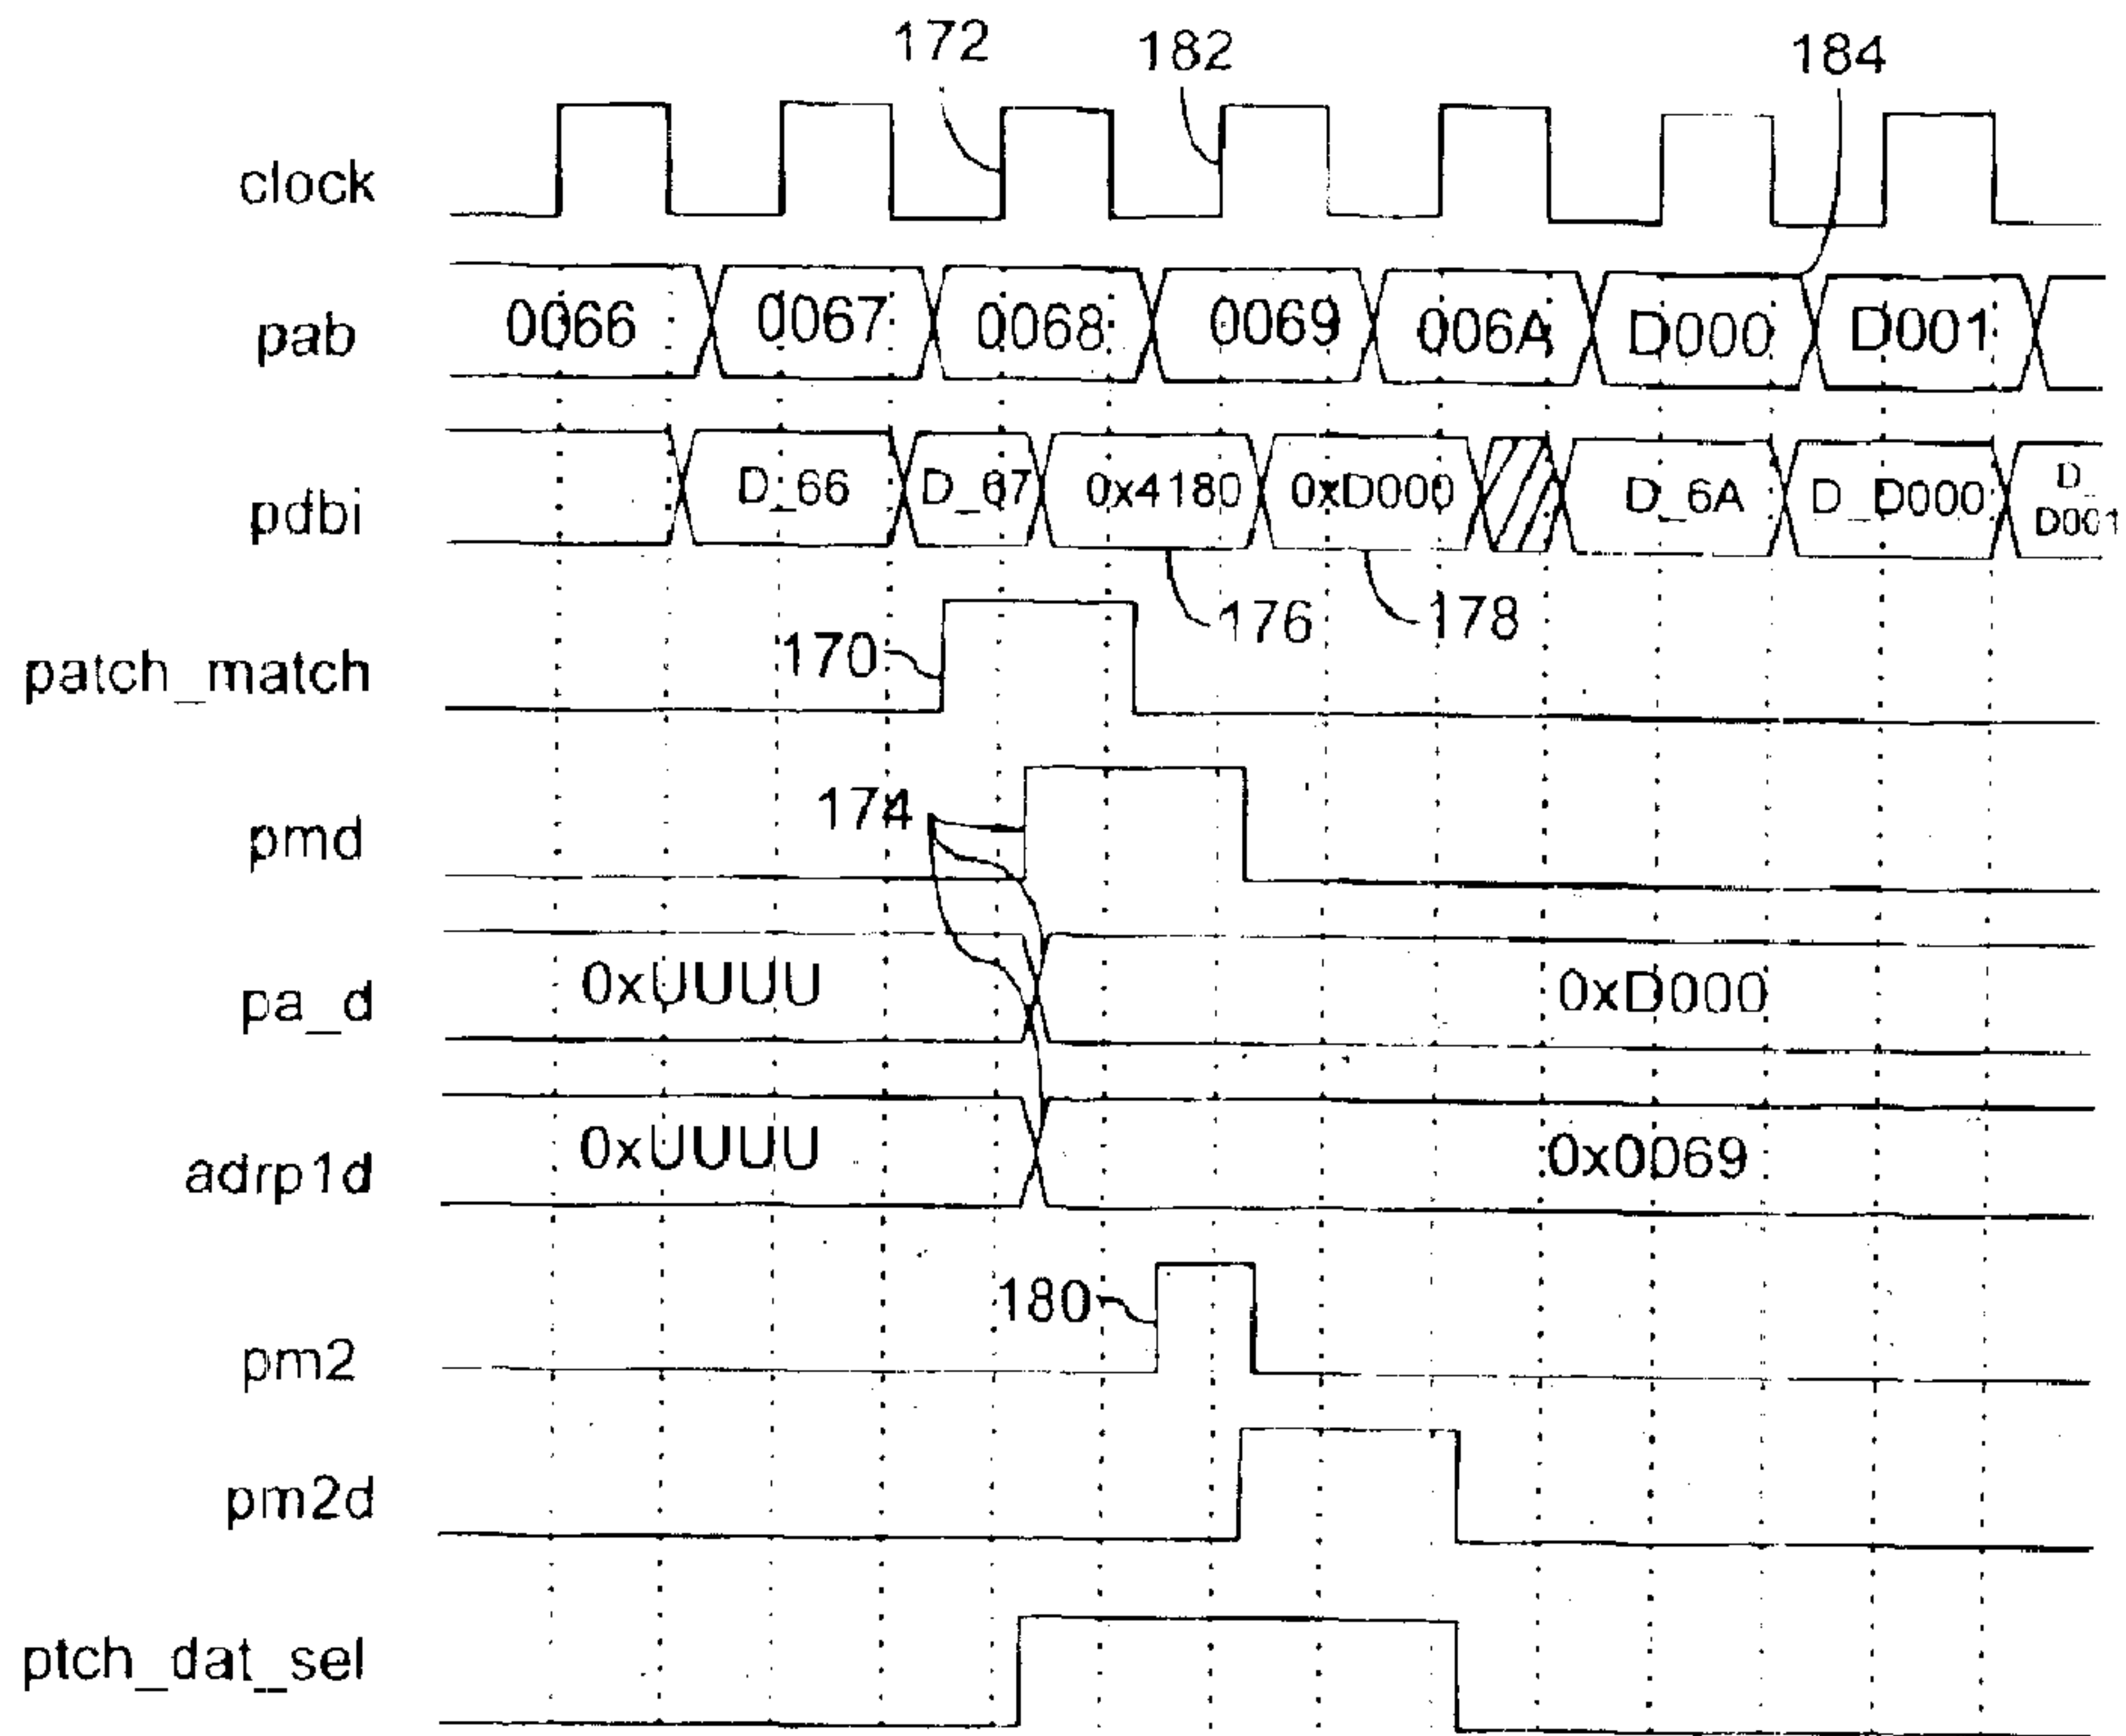 172 182 184
clock
pab 0066 0067 0068 0069 006A D000 D001
pdbi D_66 D_67 0x4180 0xD000 D_6A D_D000 D_
D001
176 178
patch_match 170
pmd 174
pa_d 0xUUUU 0xD000
adrp1d 0xUUUU 0x0069
pm2 180
pm2d
ptch_dat_sel